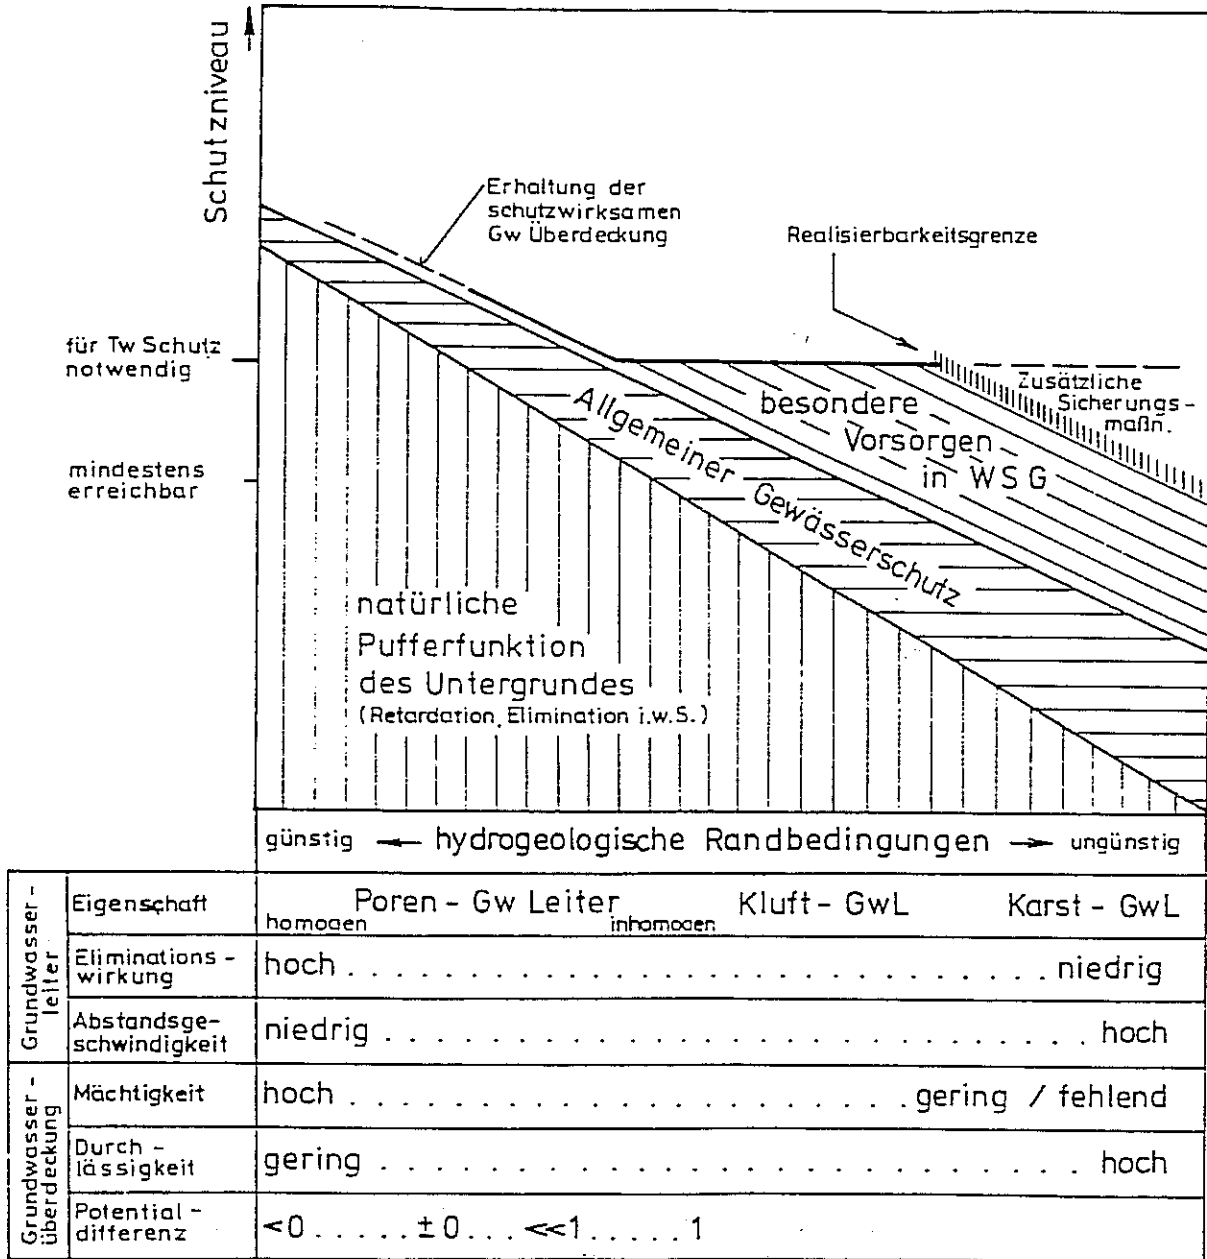 Schutzniveau
Erhaltung der
schutzwirksamen
Gw Überdeckung
Realisierbarkeitsgrenze
für Tw Schutz
notwendig
mindestens
erreichbar
Zusätzliche
Sicherungs-
maßn.
besondere
Vorsorgen
in WSG
Allgemeiner Gewässerschutz
natürliche
Pufferfunktion
des Untergrundes
(Retardation, Elimination i.w.S.)
günstig ← hydrogeologische Randbedingungen → ungünstig
Grundwasser-
leiter
Eigenschaft
Poren - Gw Leiter
homogen
inhomogen
Kluft - GwL
Karst - GwL
Eliminations-
wirkung
hoch . . . . . . . . . . . . . . . . . . . . . . . . . . niedrig
Abstandsge-
schwindigkeit
niedrig . . . . . . . . . . . . . . . . . . . . . . . . . . hoch
Grundwasser-
überdeckung
Mächtigkeit
hoch . . . . . . . . . . . . . . . . . . . . . gering / fehlend
Durch-
lässigkeit
gering . . . . . . . . . . . . . . . . . . . . . . . . . . hoch
Potential-
differenz
<0 . . . . . ±0 . . . <<1 . . . . . 1